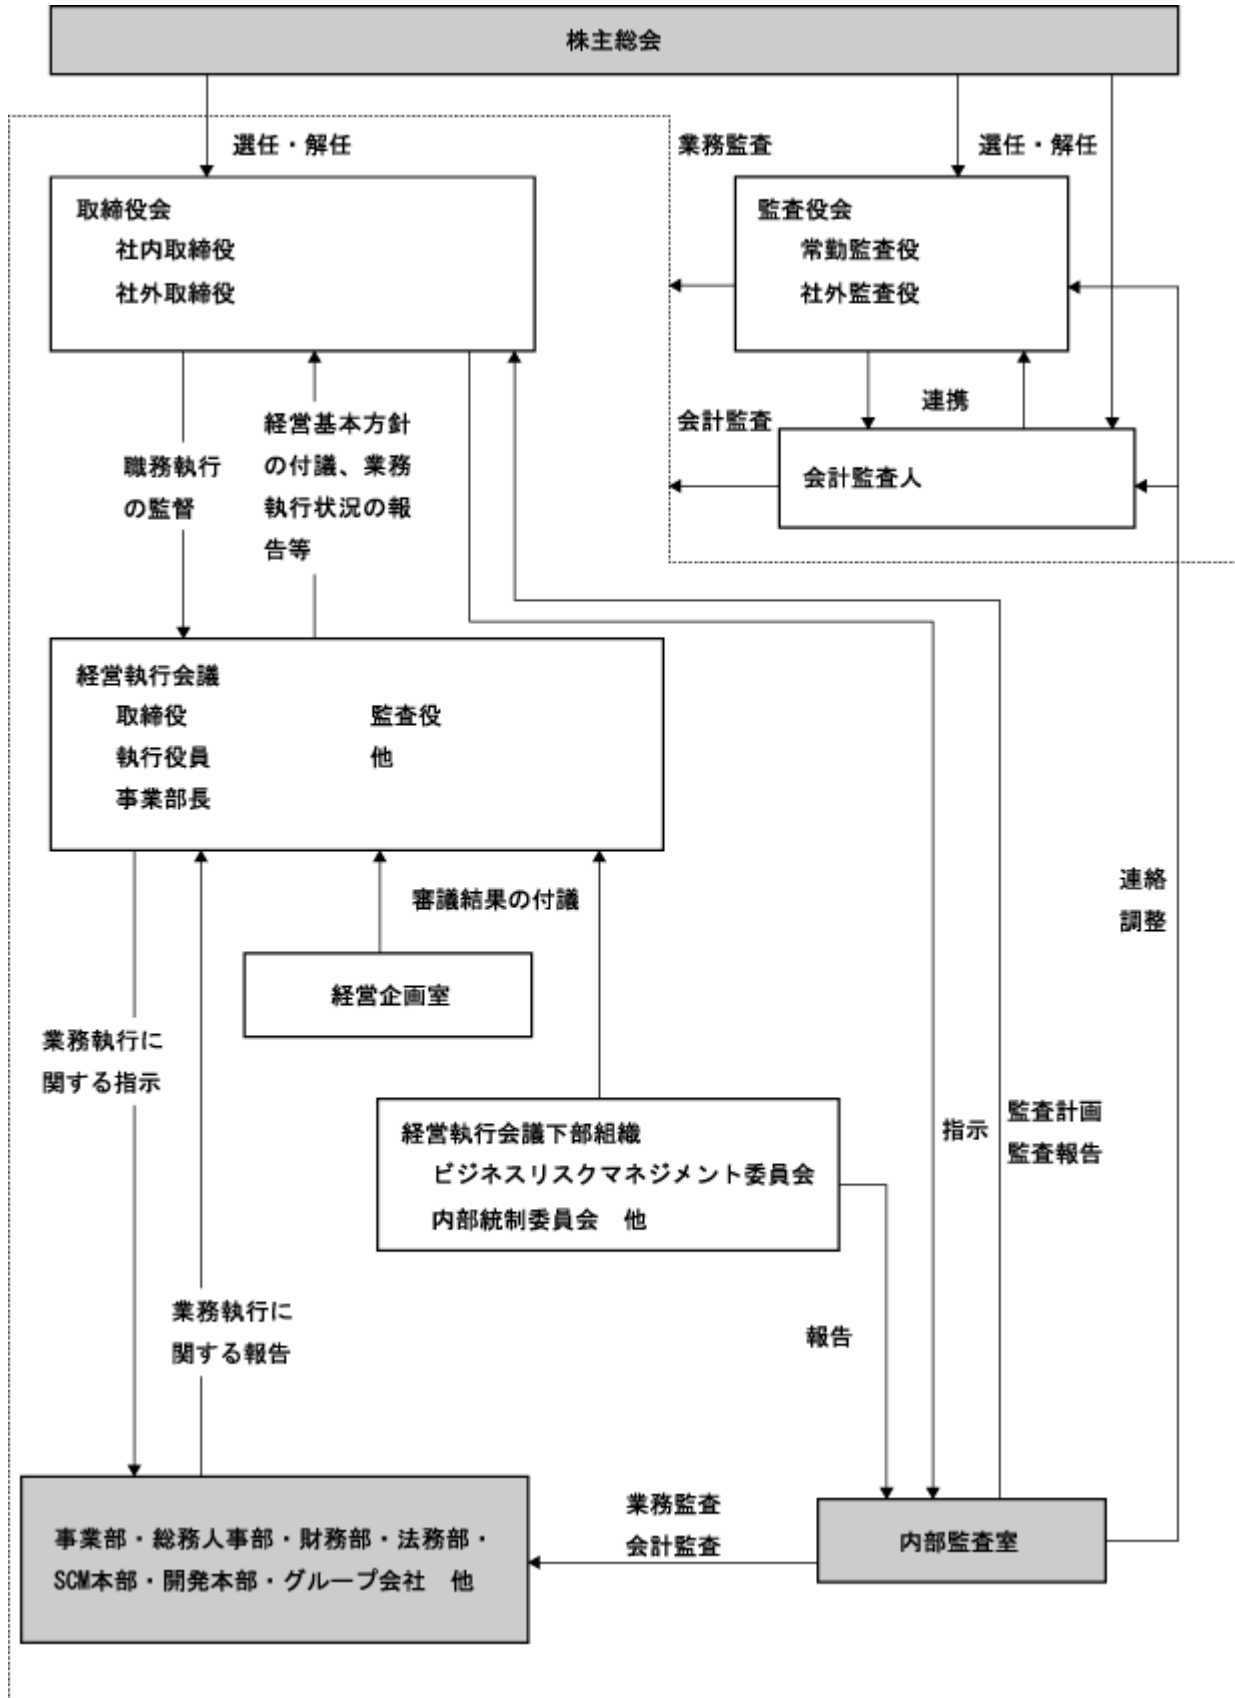 株主総会
選任・解任
業務監査
選任・解任
取締役会
社内取締役
社外取締役
監査役会
常勤監査役
社外監査役
連携
会計監査
会計監査人
職務執行
の監督
経営基本方針
の付議、業務
執行状況の報
告等
経営執行会議
取締役
監査役
執行役員
他
事業部長
審議結果の付議
連絡
調整
経営企画室
業務執行に
関する指示
経営執行会議下部組織
ビジネスリスクマネジメント委員会
内部統制委員会　他
指示
監査計画
監査報告
業務執行に
関する報告
報告
業務監査
会計監査
事業部・総務人事部・財務部・法務部・
SCM本部・開発本部・グループ会社　他
内部監査室